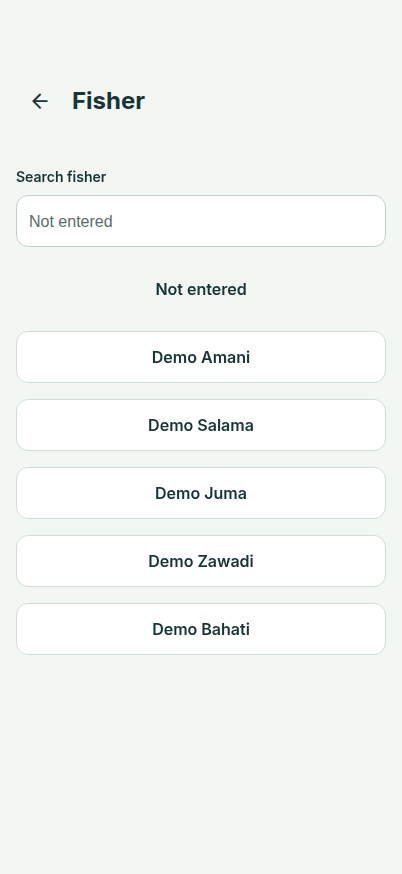 Fisher
Search fisher
Not entered
Not entered
Demo Amani
Demo Salama
Demo Juma
Demo Zawadi
Demo Bahati